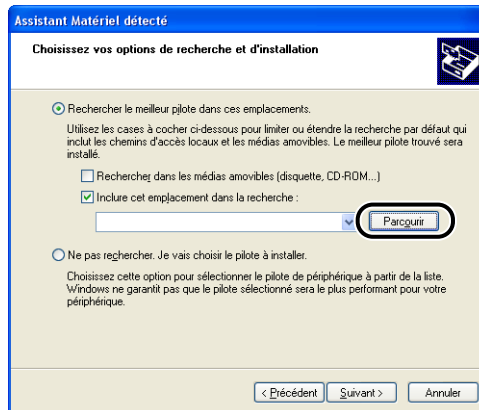 Assistant Matériel détecté
Choisissez vos options de recherche et d'installation
Rechercher le meilleur pilote dans ces emplacements.
Utilisez les cases à cocher ci-dessous pour limiter ou étendre la recherche par défaut qui
inclut les chemins d'accès locaux et les médias amovibles. Le meilleur pilote trouvé sera
installé.
Rechercher dans les médias amovibles (disquette, CD-ROM...)
Inclure cet emplacement dans la recherche :
Parcourir
Ne pas rechercher. Je vais choisir le pilote à installer.
Choisissez cette option pour sélectionner le pilote de périphérique à partir de la liste.
Windows ne garantit pas que le pilote sélectionné sera le plus performant pour votre
périphérique.
< Précédent
Suivant >
Annuler